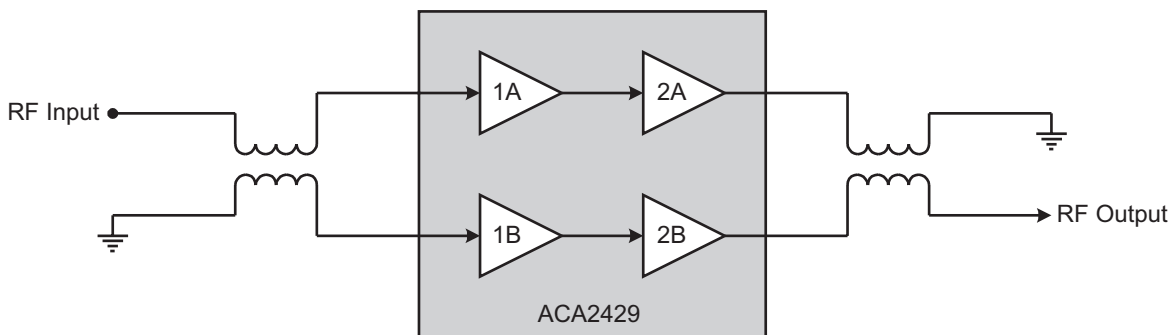 RF Input
1A
2A
1B
2B
RF Output
ACA2429